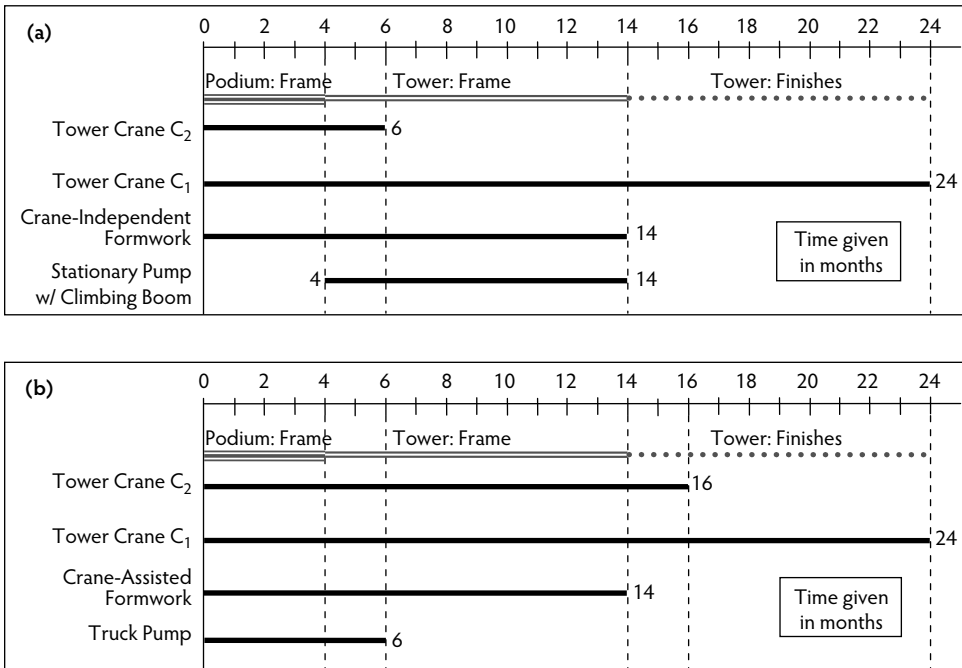 (a)
0 2 4 6 8 10 12 14 16 18 20 22 24
Podium: Frame Tower: Frame Tower: Finishes
Tower Crane C2 6
Tower Crane C1 24
Crane-Independent
Formwork 14
Time given
in months
Stationary Pump
w/ Climbing Boom 4 14
(b)
0 2 4 6 8 10 12 14 16 18 20 22 24
Podium: Frame Tower: Frame Tower: Finishes
Tower Crane C2 16
Tower Crane C1 24
Crane-Assisted
Formwork 14
Time given
in months
Truck Pump 6